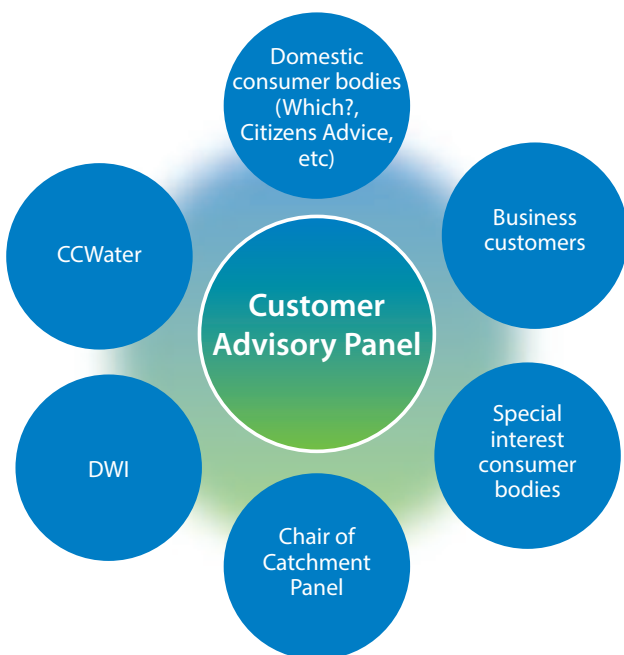 Domestic
consumer bodies
(Which?,
Citizens Advice,
etc)
CCWater
Business
customers
Customer
Advisory Panel
DWI
Special
interest
consumer
bodies
Chair of
Catchment
Panel